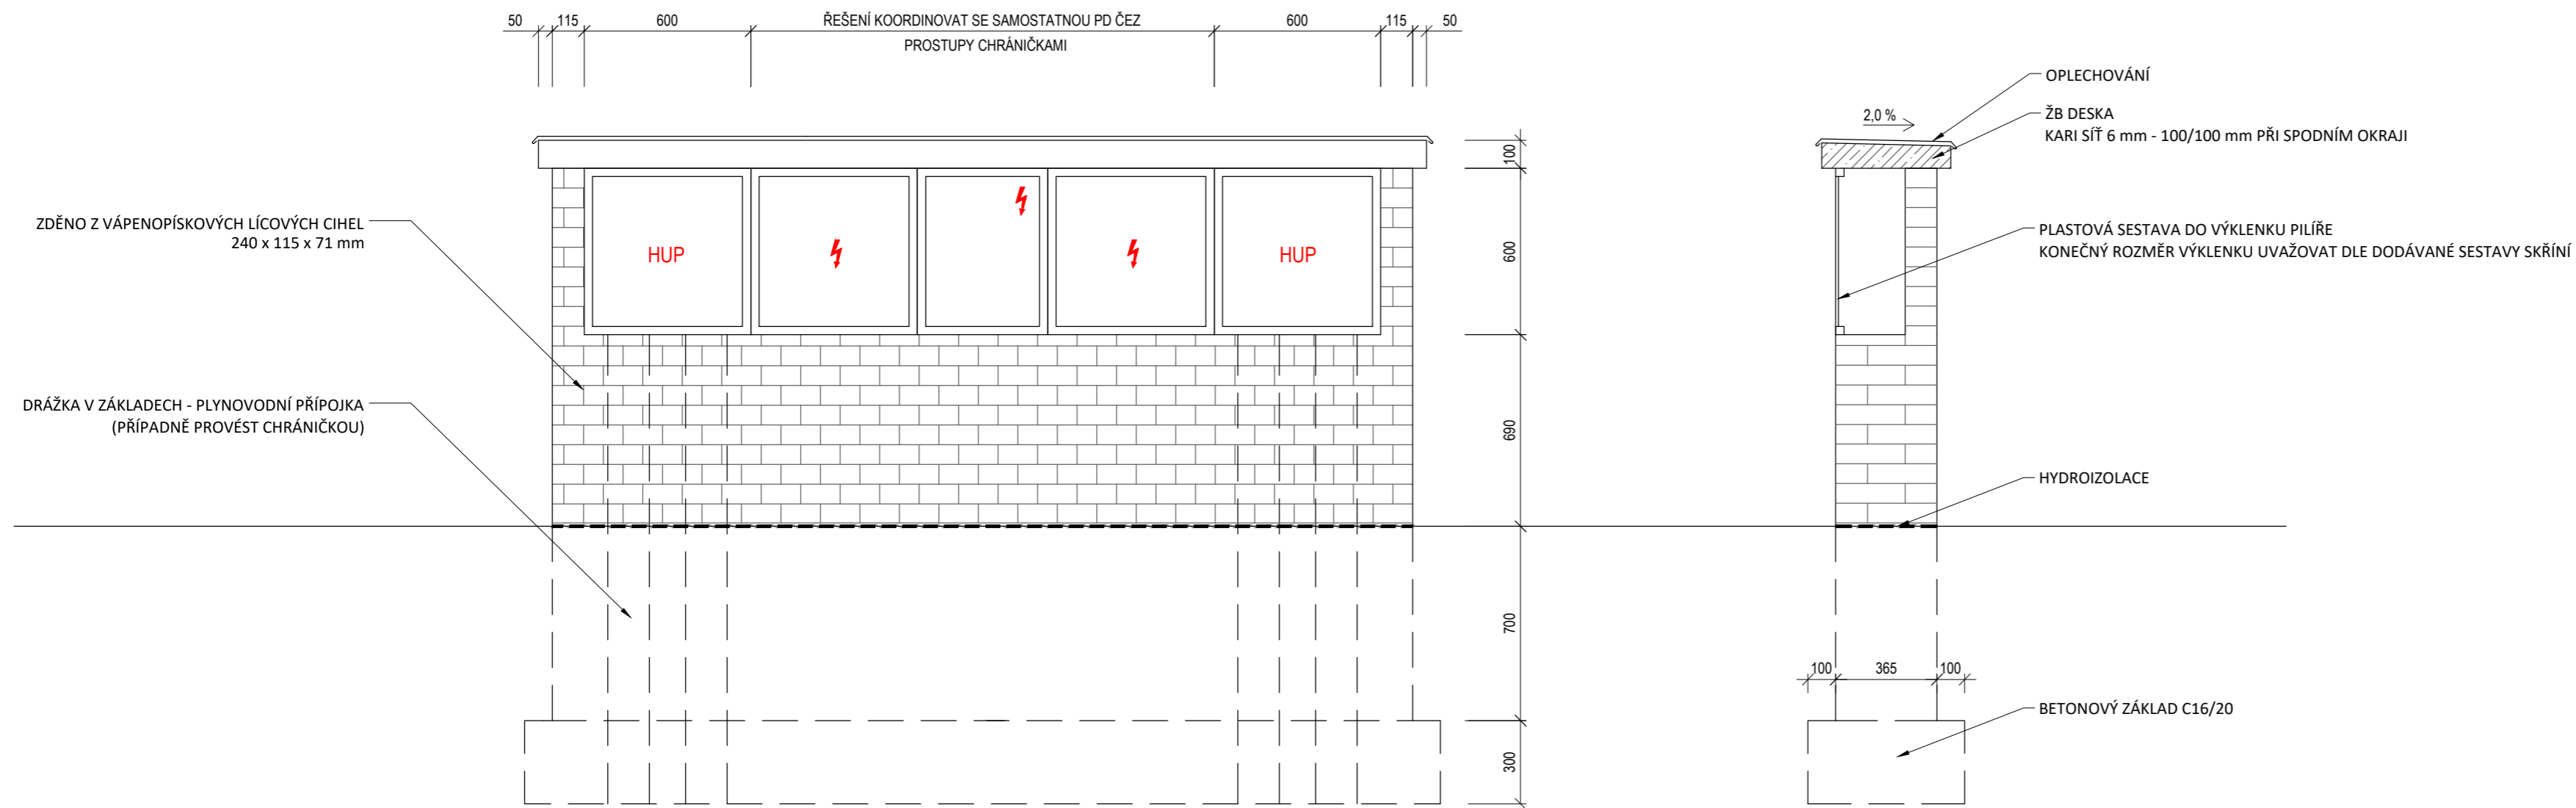 50 115 600 ŘEŠENÍ KOORDINOVAT SE SAMOSTATNOU PD ČEZ 600 115 50
PROSTUPY CHRÁNIČKAMI
OPLECHOVÁNÍ
2,0 %
ŽB DESKA
KARI SÍŤ 6 mm - 100/100 mm PŘI SPODNÍM OKRAJI
100
ZDĚNO Z VÁPENOPÍSKOVÝCH LÍCOVÝCH CIHEL
240 x 115 x 71 mm
HUP
HUP
600
PLASTOVÁ SESTAVA DO VÝKLENKU PILÍŘE
KONEČNÝ ROZMĚR VÝKLENKU UVAŽOVAT DLE DODÁVANÉ SESTAVY SKŘÍNÍ
DRÁŽKA V ZÁKLADECH - PLYNOVODNÍ PŘÍPOJKA
(PŘÍPADNĚ PROVÉST CHRÁNIČKOU)
690
HYDROIZOLACE
700
100 365 100
BETONOVÝ ZÁKLAD C16/20
300